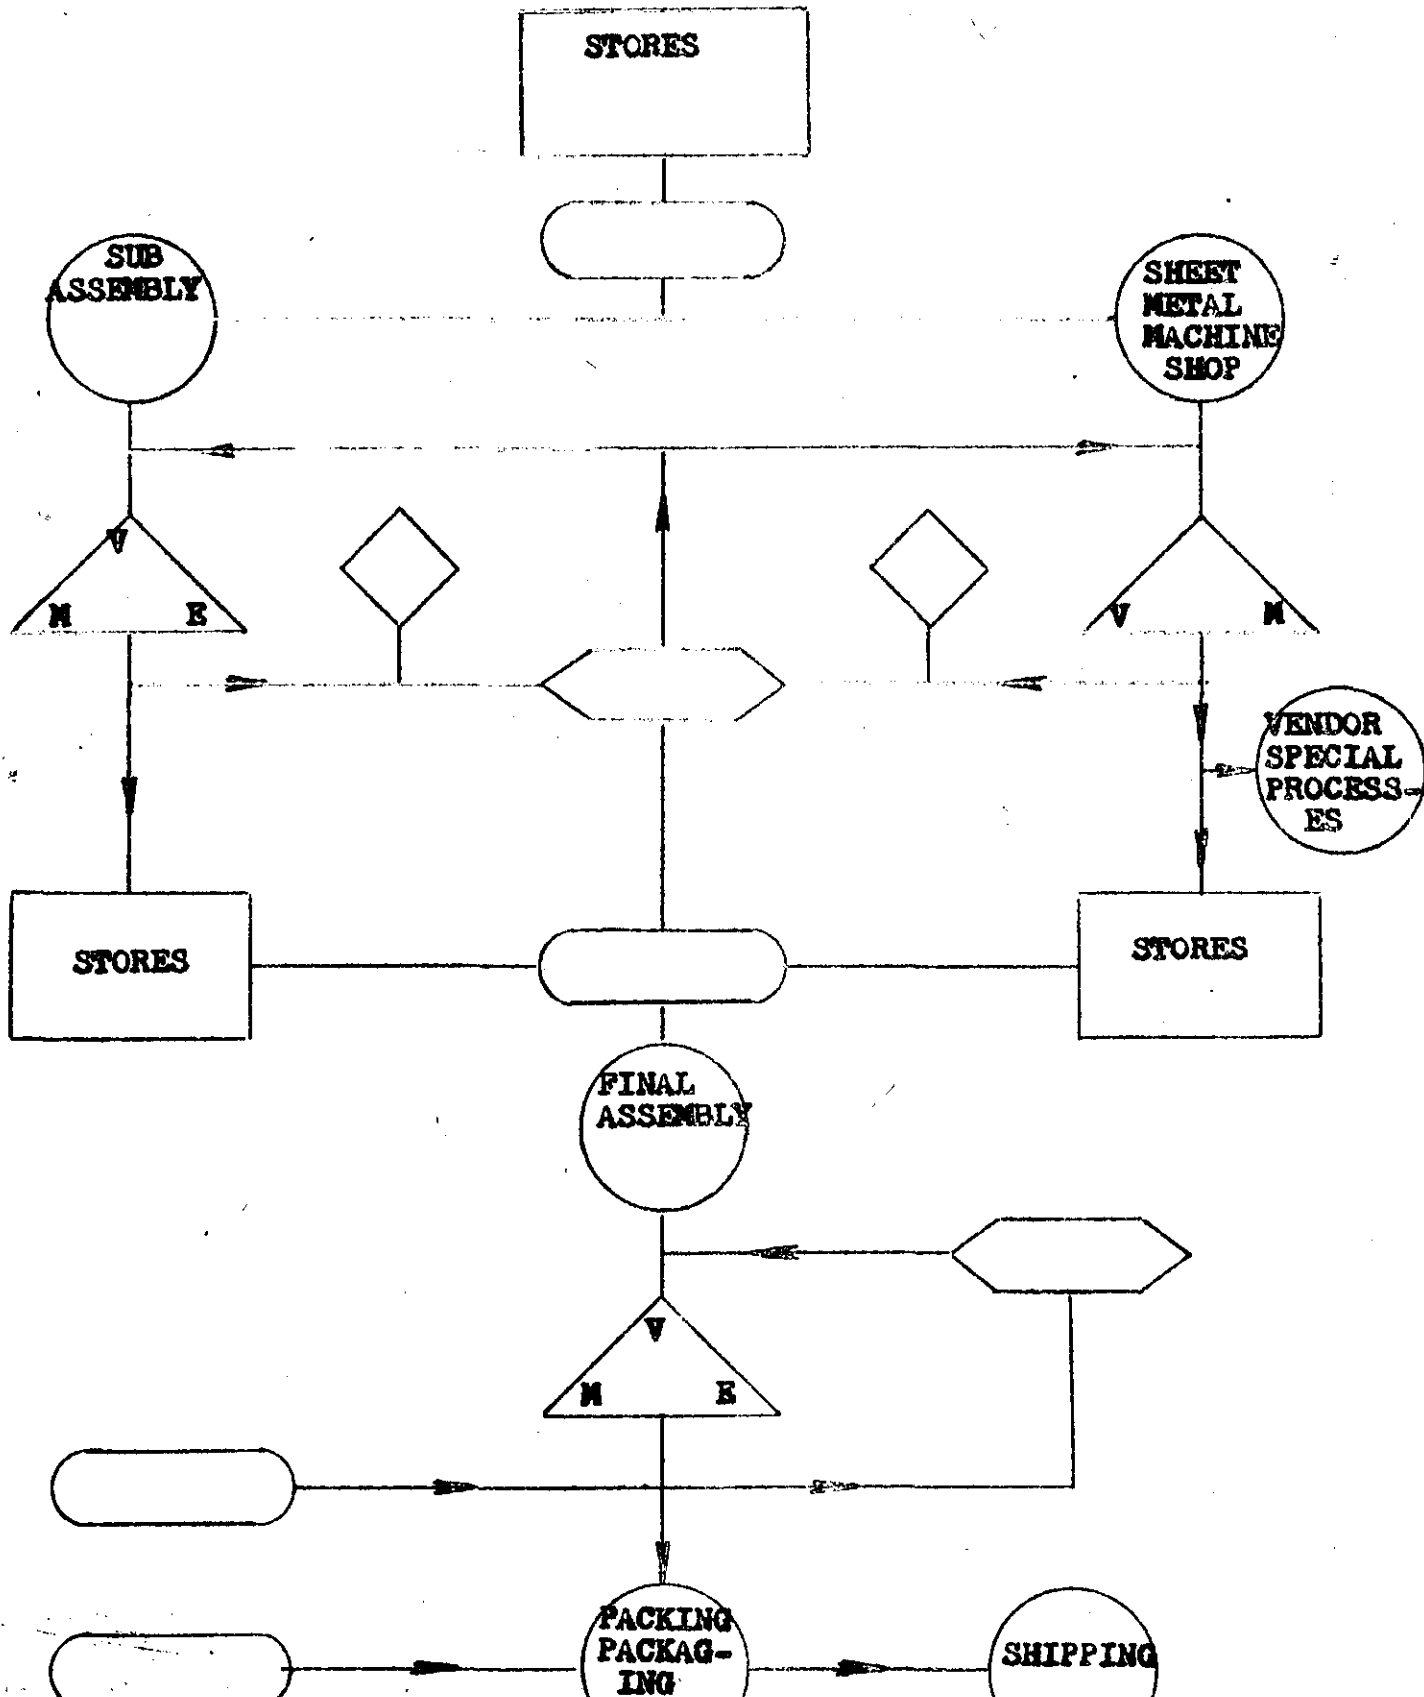 STORES
SUB
ASSEMBLY
SHEET
METAL
MACHINE
SHOP
V
M E
V M
VENDOR
SPECIAL
PROCESS-
ES
STORES
STORES
FINAL
ASSEMBLY
V
M E
PACKING
PACKAG-
ING
SHIPPING